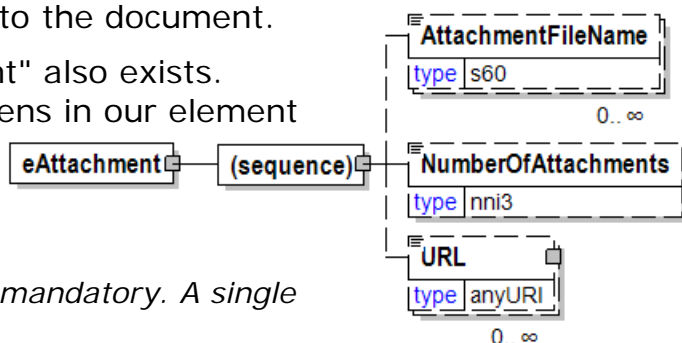 to the document.
nt" also exists.
ens in our element
mandatory. A single
eAttachment
(sequence)
AttachmentFileName
type s60
0.. ∞
NumberOfAttachments
type nni3
URL
type anyURI
0.. ∞